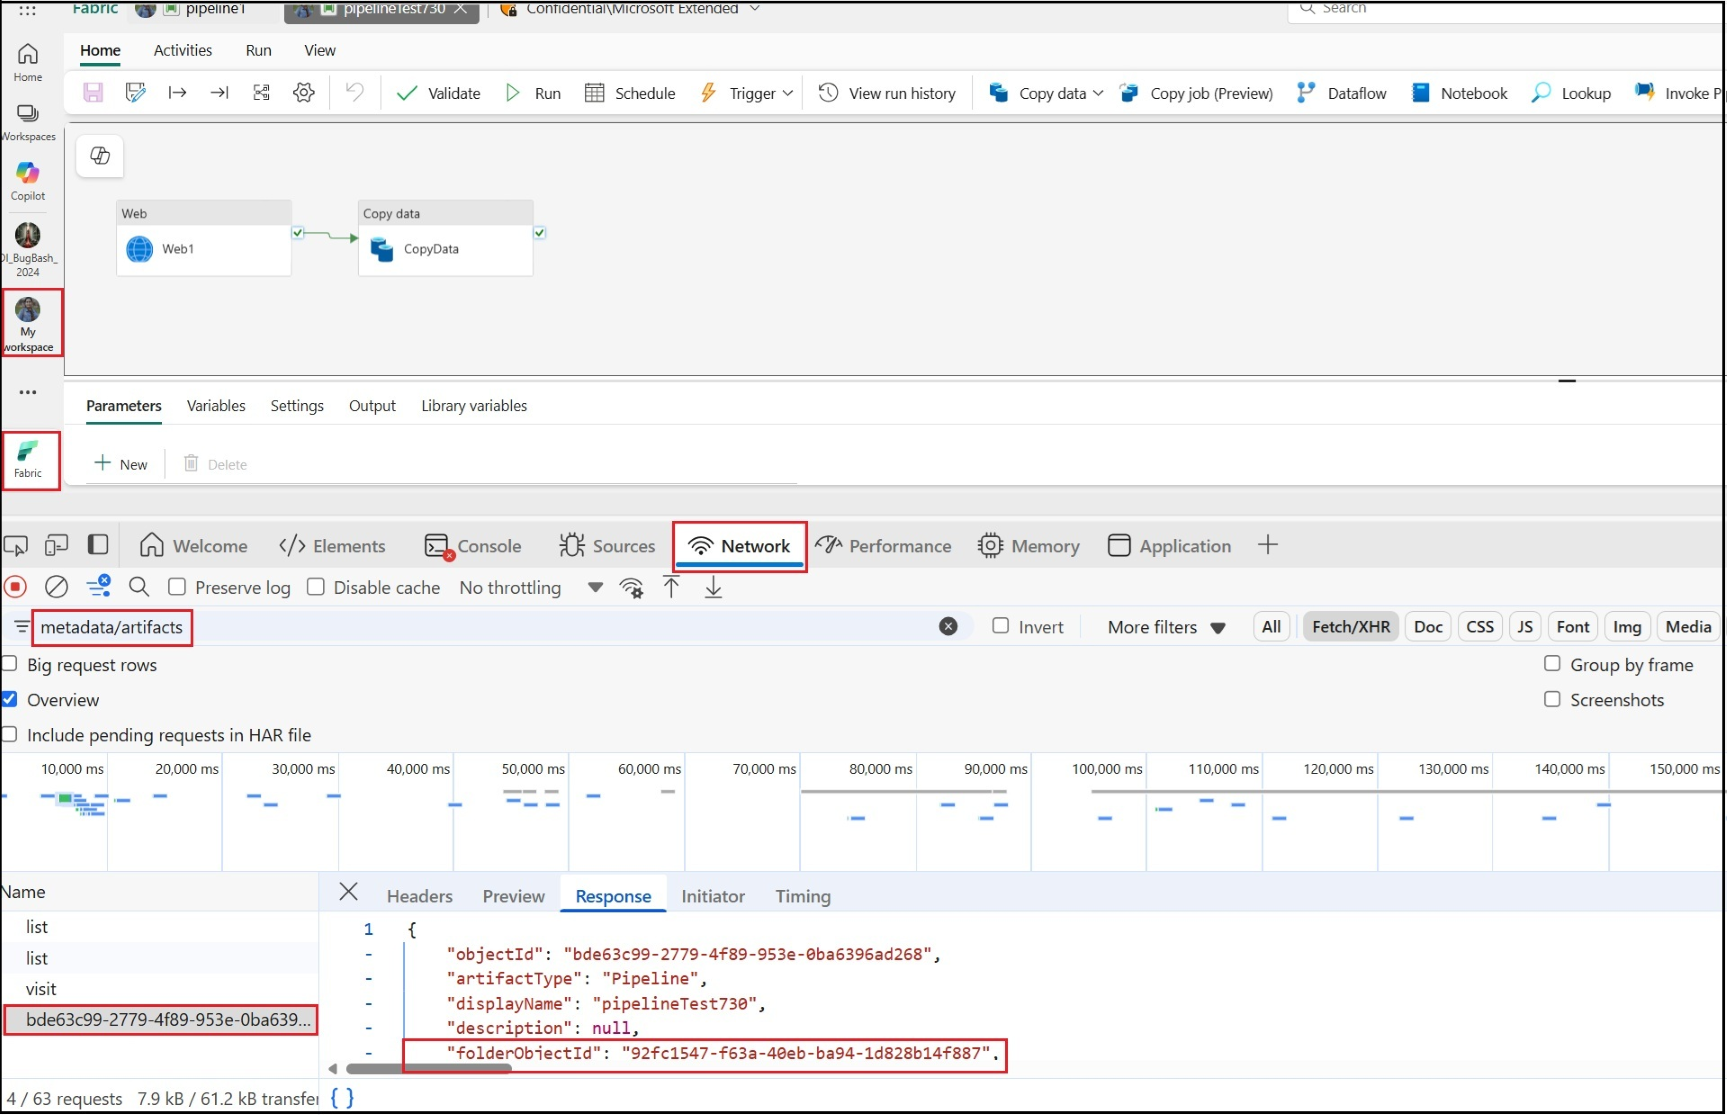 Fabric pipeline1 pipelineTest730 Confidential\Microsoft Extended Search
Home Activities Run View
Validate Run Schedule Trigger View run history Copy data Copy job (Preview) Dataflow Notebook Lookup Invoke P
Home
Workspaces
Copilot
DI_BugBash_
2024
My
workspace
Fabric
Web
Web1
Copy data
CopyData
Parameters Variables Settings Output Library variables
New Delete
Welcome Elements Console Sources Network Performance Memory Application
Preserve log Disable cache No throttling
metadata/artifacts Invert More filters All Fetch/XHR Doc CSS JS Font Img Media
Big request rows Group by frame
Overview Screenshots
Include pending requests in HAR file
10,000 ms 20,000 ms 30,000 ms 40,000 ms 50,000 ms 60,000 ms 70,000 ms 80,000 ms 90,000 ms 100,000 ms 110,000 ms 120,000 ms 130,000 ms 140,000 ms 150,000 ms
Name
list
list
visit
bde63c99-2779-4f89-953e-0ba639...
Headers Preview Response Initiator Timing
1 {
- "objectId": "bde63c99-2779-4f89-953e-0ba6396ad268",
- "artifactType": "Pipeline",
- "displayName": "pipelineTest730",
- "description": null,
- "folderObjectId": "92fc1547-f63a-40eb-ba94-1d828b14f887",
4 / 63 requests 7.9 kB / 61.2 kB transfer { }